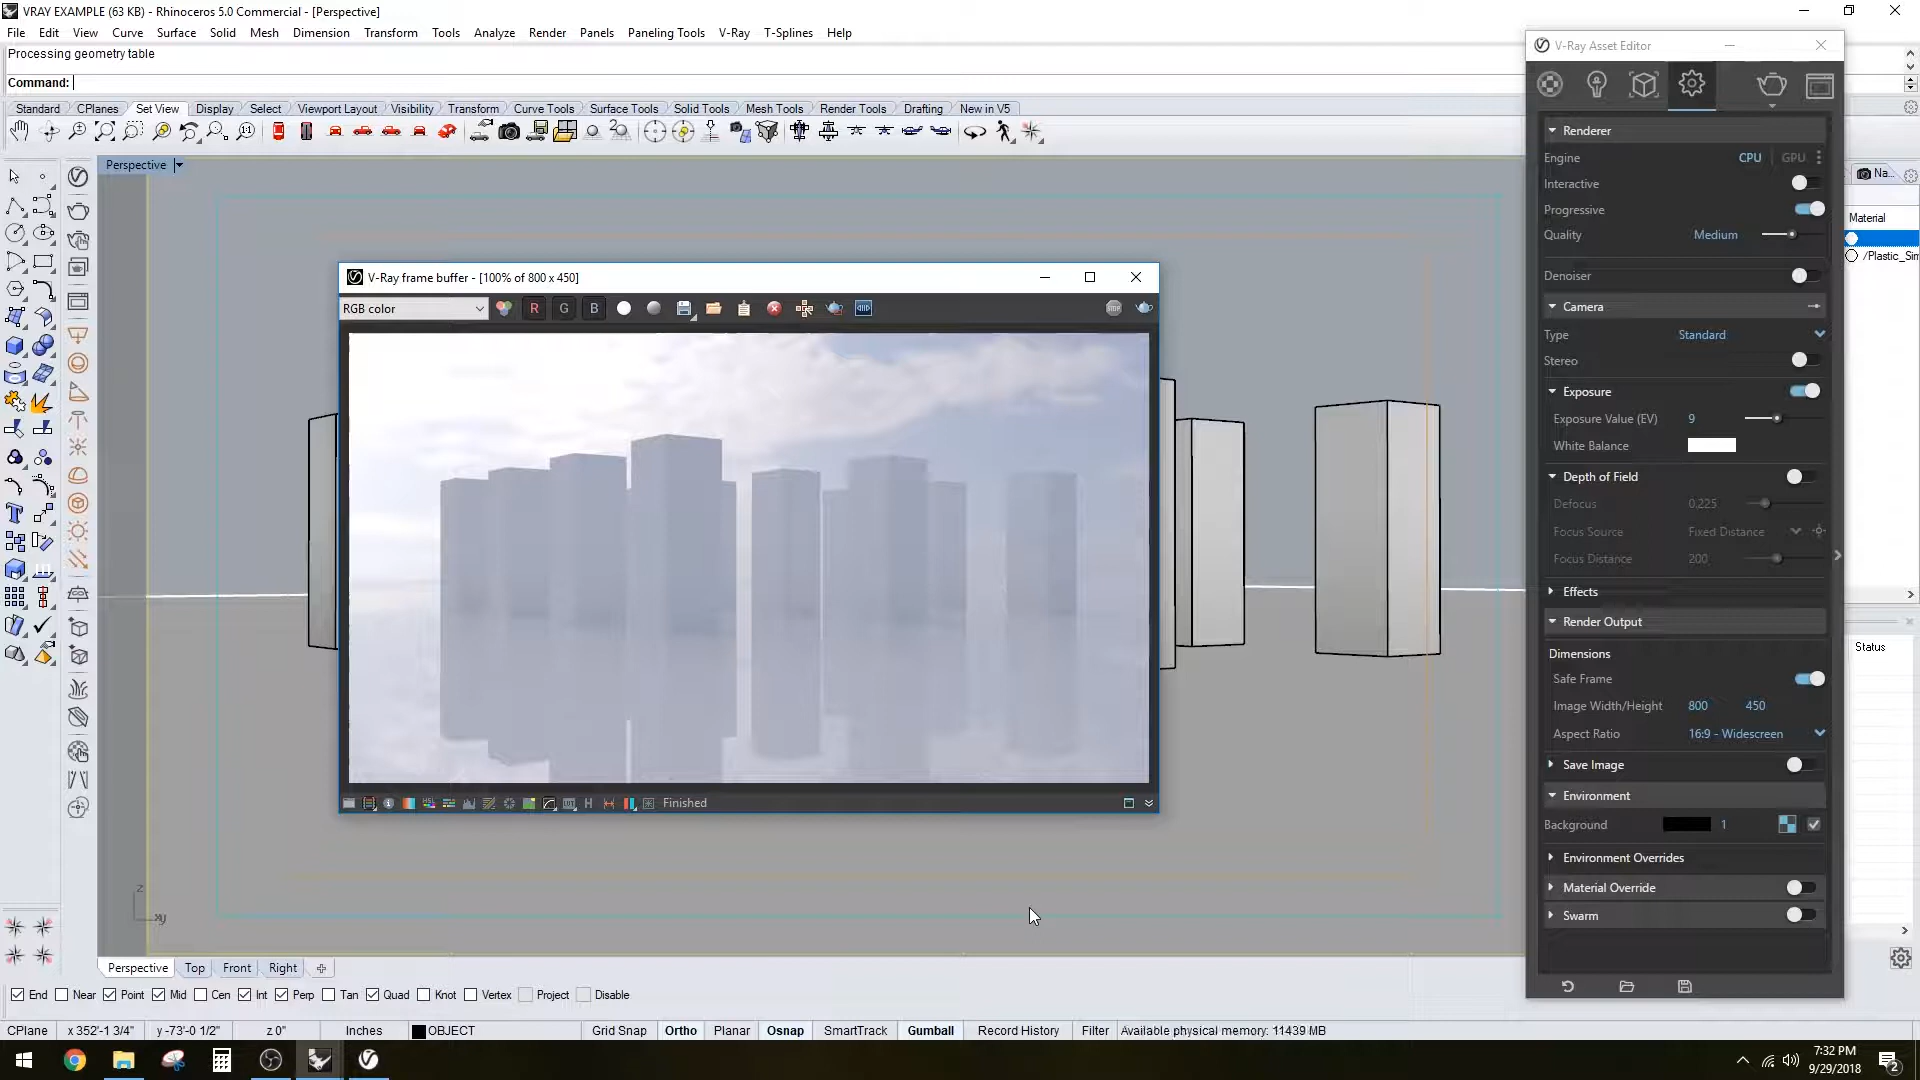 VRAY EXAMPLE (63 KB) - Rhinoceros 5.0 Commercial - [Perspective]
File Edit View Curve Surface Solid Mesh Dimension Transform Tools Analyze Render Panels Paneling Tools V-Ray T-Splines Help
Processing geometry table
Command:
Standard CPlanes Set View Display Select Viewport Layout Visibility Transform Curve Tools Surface Tools Solid Tools Mesh Tools Render Tools Drafting New in V5
Perspective
V-Ray frame buffer - [100% of 800 x 450]
RGB color R G B
H Finished
V-Ray Asset Editor
Renderer
Engine CPU GPU
Interactive
Progressive
Quality Medium
Denoiser
Camera
Type Standard
Stereo
Exposure
Exposure Value (EV) 9
White Balance
Depth of Field
Defocus 0.225
Focus Source Fixed Distance
Focus Distance 200
Effects
Render Output
Dimensions
Safe Frame
Image Width/Height 800 450
Aspect Ratio 16:9 - Widescreen
Save Image
Environment
Background 1
Environment Overrides
Material Override
Swarm
Na...
Material
/Plastic_Sim
Status
z
Perspective Top Front Right
End Near Point Mid Cen Int Perp Tan Quad Knot Vertex Project Disable
CPlane x 352'-1 3/4" y -73'-0 1/2" z 0" Inches OBJECT Grid Snap Ortho Planar Osnap SmartTrack Gumball Record History Filter Available physical memory: 11439 MB
7:32 PM
9/29/2018
2